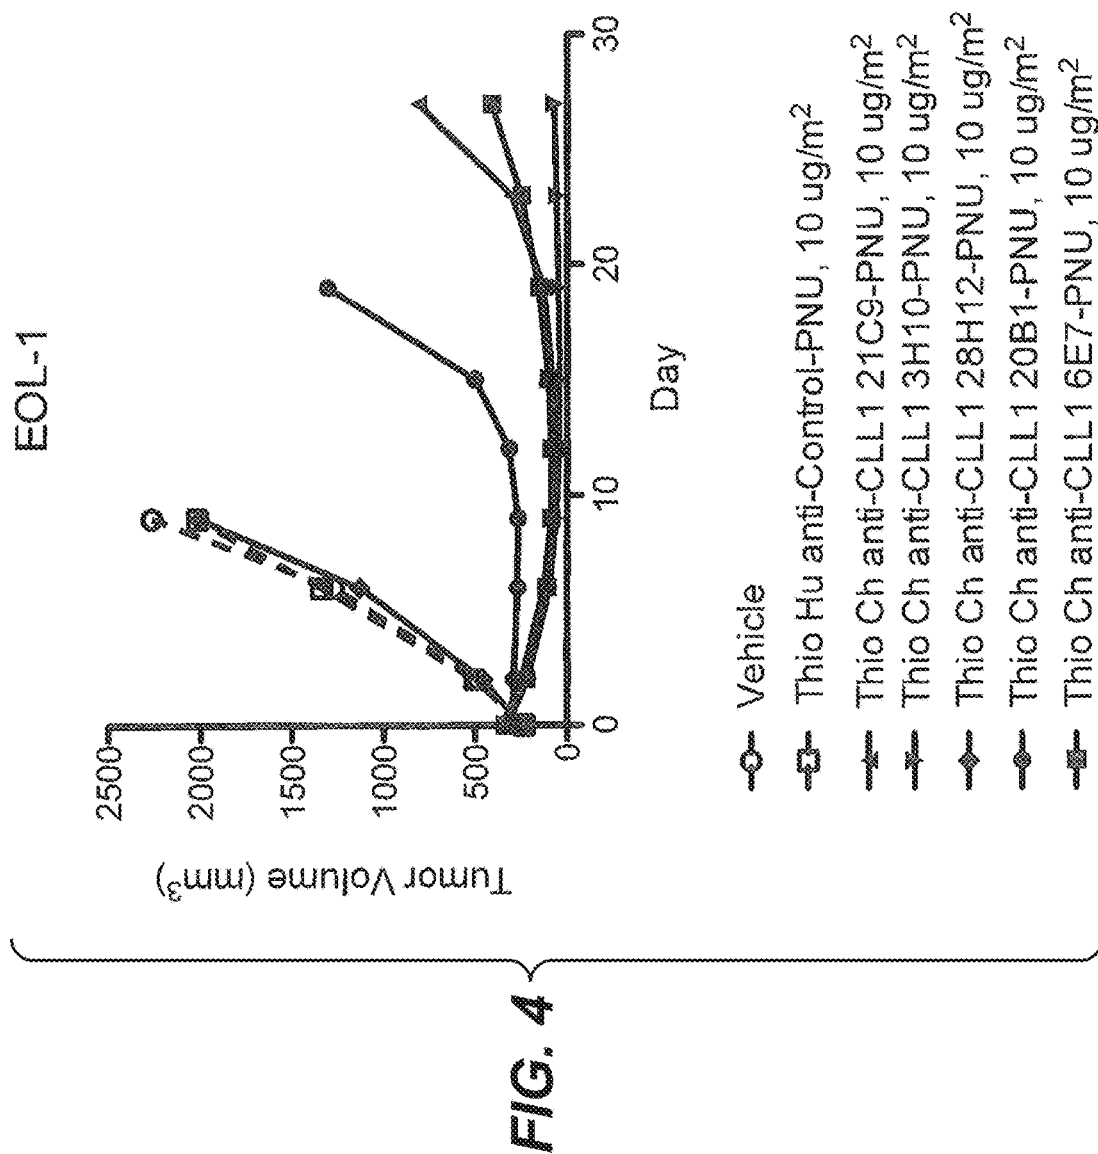 FIG. 4
EOL-1
Tumor Volume (mm³)
2500
2000
1500
1000
500
0
0
10
20
30
Day
Vehicle
Thio Hu anti-Control-PNU, 10 ug/m²
Thio Ch anti-CLL1 21C9-PNU, 10 ug/m²
Thio Ch anti-CLL1 3H10-PNU, 10 ug/m²
Thio Ch anti-CLL1 28H12-PNU, 10 ug/m²
Thio Ch anti-CLL1 20B1-PNU, 10 ug/m²
Thio Ch anti-CLL1 6E7-PNU, 10 ug/m²